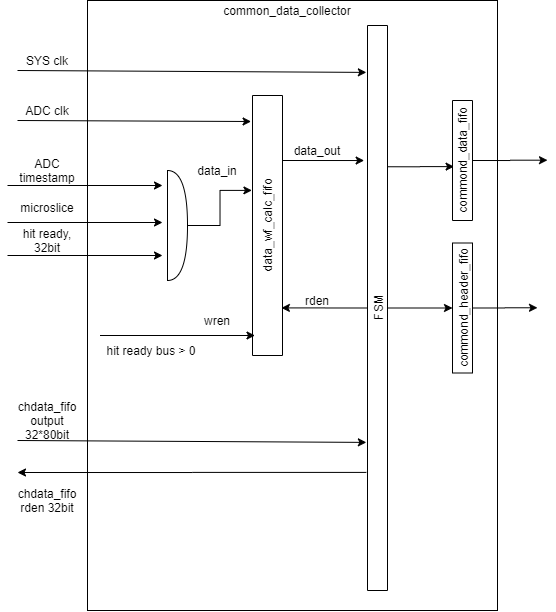 common_data_collector
SYS clk
ADC clk
ADC
timestamp
microslice
hit ready,
32bit
data_in
data_wf_calc_fifo
data_out
commond_data_fifo
rden
FSM
commond_header_fifo
wren
hit ready bus > 0
chdata_fifo
output
32*80bit
chdata_fifo
rden 32bit